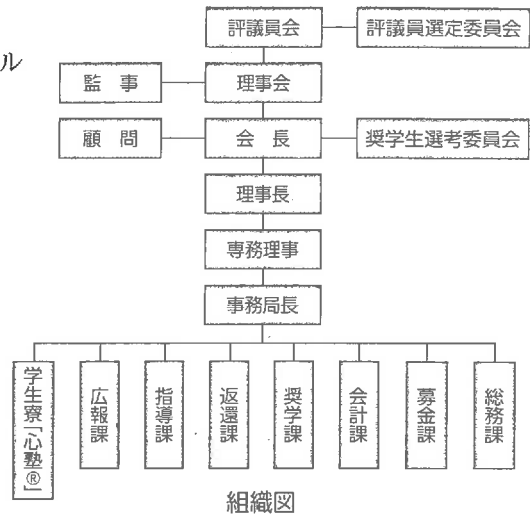 評議員会
評議員選定委員会
ル
監 事
理事会
顧 問
会 長
奨学生選考委員会
理事長
専務理事
事務局長
学生寮「心塾®」
広報課
指導課
返還課
奨学課
会計課
募金課
総務課
組織図